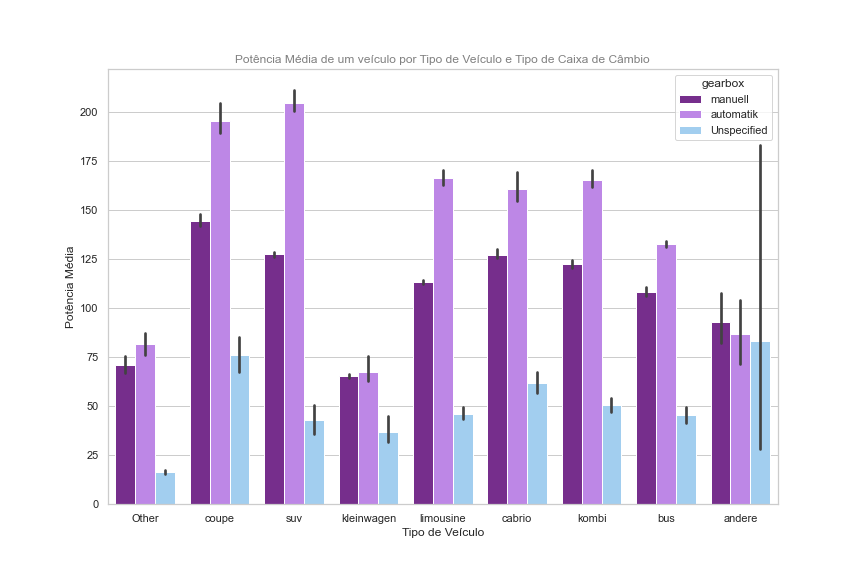 Potência Média de um veículo por Tipo de Veículo e Tipo de Caixa de Câmbio
gearbox
manuell
automatik
Unspecified
Potência Média
200
175
150
125
100
75
50
25
0
Other coupe suv kleinwagen limousine cabrio kombi bus andere
Tipo de Veículo